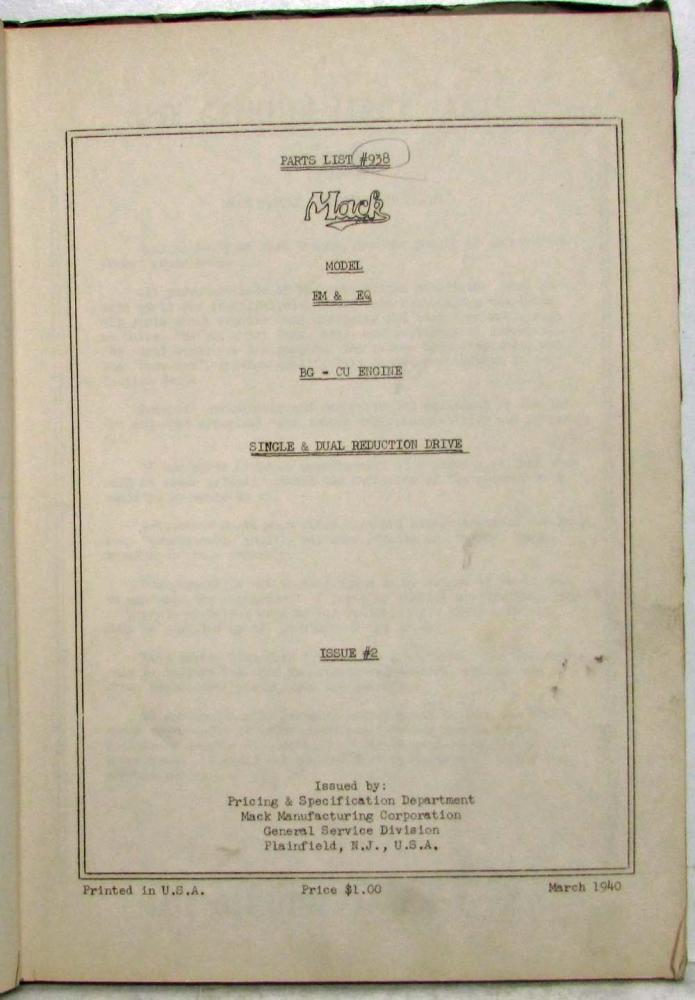 PARTS LIST #938
Mack
MODEL
EM & EQ
BG - CU ENGINE
SINGLE & DUAL REDUCTION DRIVE
ISSUE #2
Issued by:
Pricing & Specification Department
Mack Manufacturing Corporation
General Service Division
Plainfield, N.J., U.S.A.
Printed in U.S.A. Price $1.00 March 1940